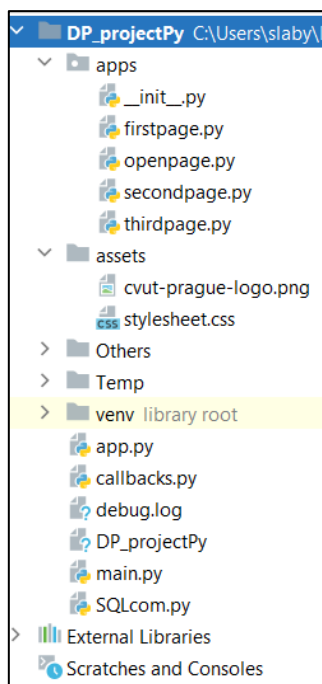 DP_projectPy C:\Users\slaby\
apps
__init__.py
firstpage.py
openpage.py
secondpage.py
thirdpage.py
assets
cvut-prague-logo.png
CSS stylesheet.css
Others
Temp
venv library root
app.py
callbacks.py
debug.log
DP_projectPy
main.py
SQLcom.py
External Libraries
Scratches and Consoles